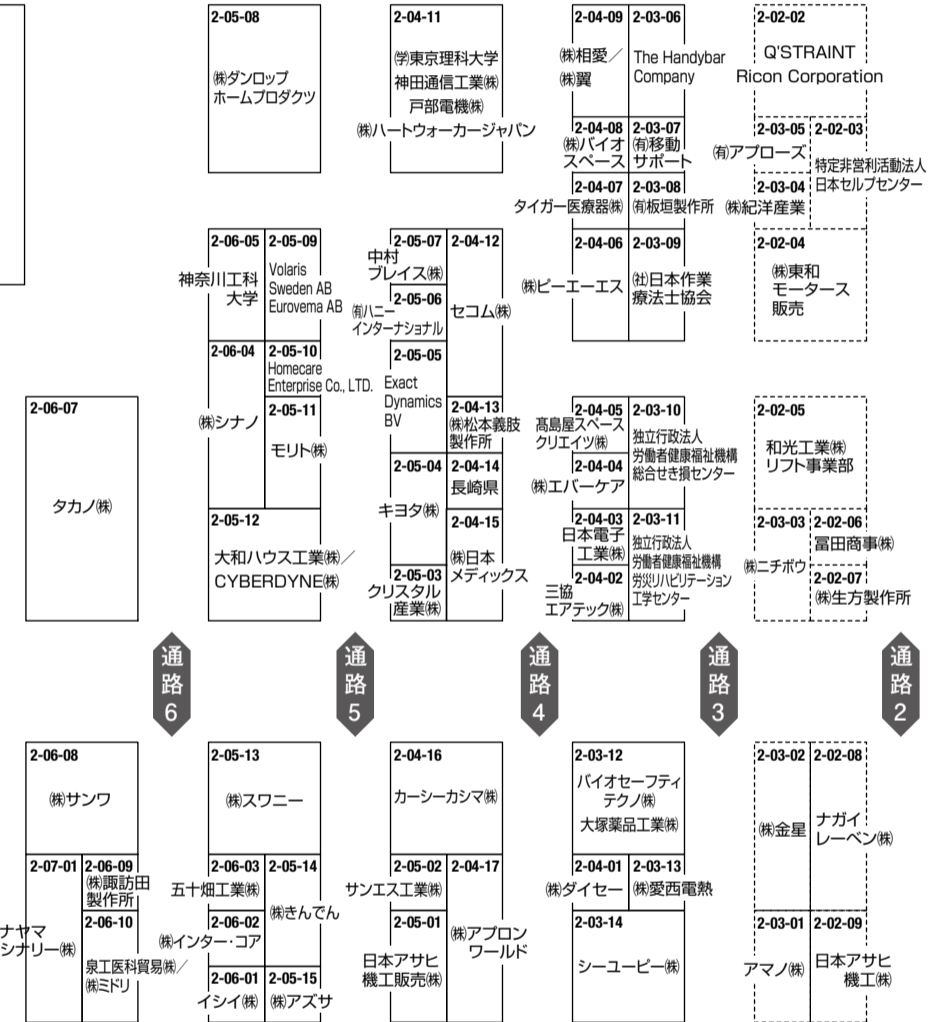 2-05-08
㈱ダンロップ
ホームプロダクツ
2-04-11
㈻東京理科大学
神田通信工業㈱
戸部電機㈱
㈱ハートウォーカージャパン
2-04-09
㈱相愛／
㈱翼
2-03-06
The Handybar
Company
2-02-02
Q'STRAINT
Ricon Corporation
2-04-08
㈱バイオ
スペース
2-03-07
㈲移動
サポート
2-03-05
㈲アプローズ
2-02-03
特定非営利活動法人
日本セルプセンター
2-04-07
タイガー医療器㈱
2-03-08
㈲板垣製作所
2-03-04
㈱紀洋産業
2-06-05
神奈川工科
大学
2-05-09
Volaris
Sweden AB
Eurovema AB
2-05-07
中村
ブレイス㈱
2-04-12
セコム㈱
2-04-06
㈱ピーエーエス
2-03-09
㈳日本作業
療法士協会
2-02-04
㈱東和
モータース
販売
2-05-06
㈲ハニー
インターナショナル
2-06-04
㈱シナノ
2-05-10
Homecare
Enterprise Co., LTD.
2-05-05
Exact
Dynamics
BV
2-06-07
タカノ㈱
2-05-11
モリト㈱
2-04-13
㈱松本義肢
製作所
2-04-05
髙島屋スペース
クリエイツ㈱
2-03-10
独立行政法人
労働者健康福祉機構
総合せき損センター
2-02-05
和光工業㈱
リフト事業部
2-05-04
キヨタ㈱
2-04-14
長崎県
2-04-04
㈱エバーケア
2-05-12
大和ハウス工業㈱／
CYBERDYNE㈱
2-04-15
㈱日本
メディックス
2-04-03
日本電子
工業㈱
2-03-11
独立行政法人
労働者健康福祉機構
労災リハビリテーション
工学センター
2-03-03
㈱ニチボウ
2-02-06
冨田商事㈱
2-05-03
クリスタル
産業㈱
2-04-02
三協
エアテック㈱
2-02-07
㈱生方製作所
通路6
通路5
通路4
通路3
通路2
2-06-08
㈱サンワ
2-05-13
㈱スワニー
2-04-16
カーシーカシマ㈱
2-03-12
バイオセーフティ
テクノ㈱
大塚薬品工業㈱
2-03-02
㈱金星
2-02-08
ナガイ
レーベン㈱
2-07-01
ナヤマ
シナリー㈱
2-06-09
㈱諏訪田
製作所
2-06-03
五十畑工業㈱
2-05-14
㈱きんでん
2-05-02
サンエス工業㈱
2-04-17
㈱アプロン
ワールド
2-04-01
㈱ダイセー
2-03-13
㈱愛西電熱
2-06-10
泉工医科貿易㈱／
㈱ミドリ
2-06-02
㈱インター・コア
2-05-01
日本アサヒ
機工販売㈱
2-03-14
シーユーピー㈱
2-03-01
アマノ㈱
2-02-09
日本アサヒ
機工㈱
2-06-01
イシイ㈱
2-05-15
㈱アズサ